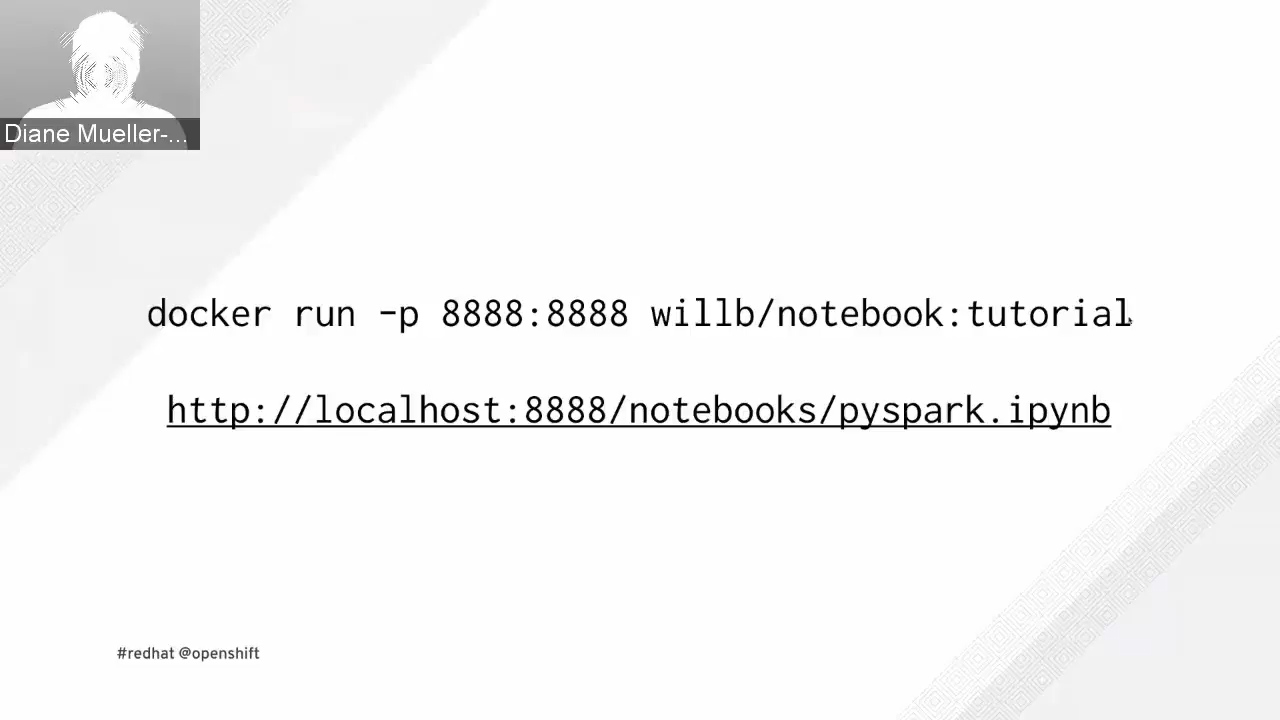 Diane Mueller-...
docker run -p 8888:8888 willb/notebook:tutorial
http://localhost:8888/notebooks/pyspark.ipynb
#redhat @openshift